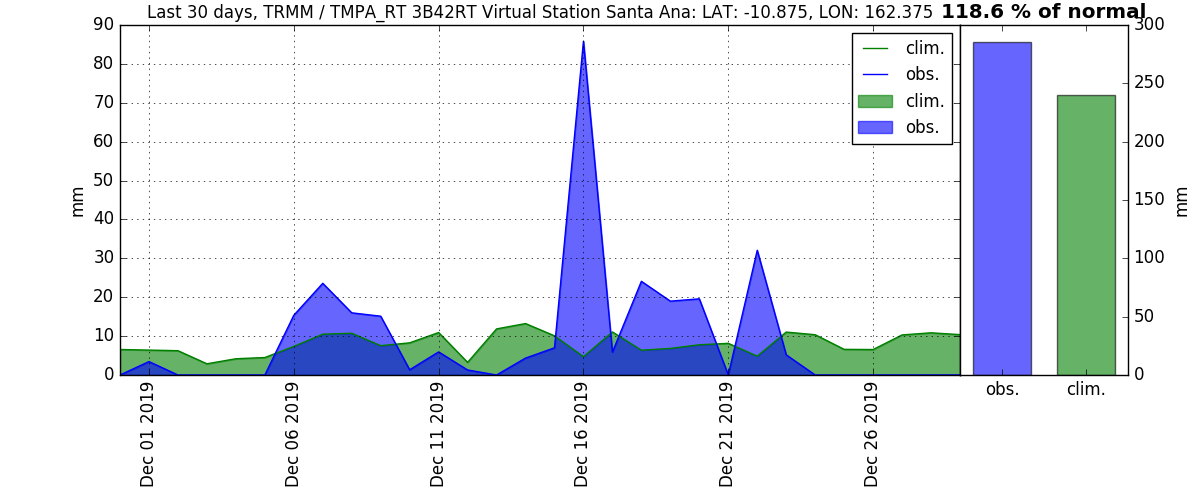 Last 30 days, TRMM / TMPA_RT 3B42RT Virtual Station Santa Ana: LAT: -10.875, LON: 162.375
118.6 % of normal
90
80
70
60
50
40
30
20
10
0
mm
clim.
obs.
clim.
obs.
Dec 01 2019
Dec 06 2019
Dec 11 2019
Dec 16 2019
Dec 21 2019
Dec 26 2019
300
250
200
150
100
50
0
mm
obs.
clim.